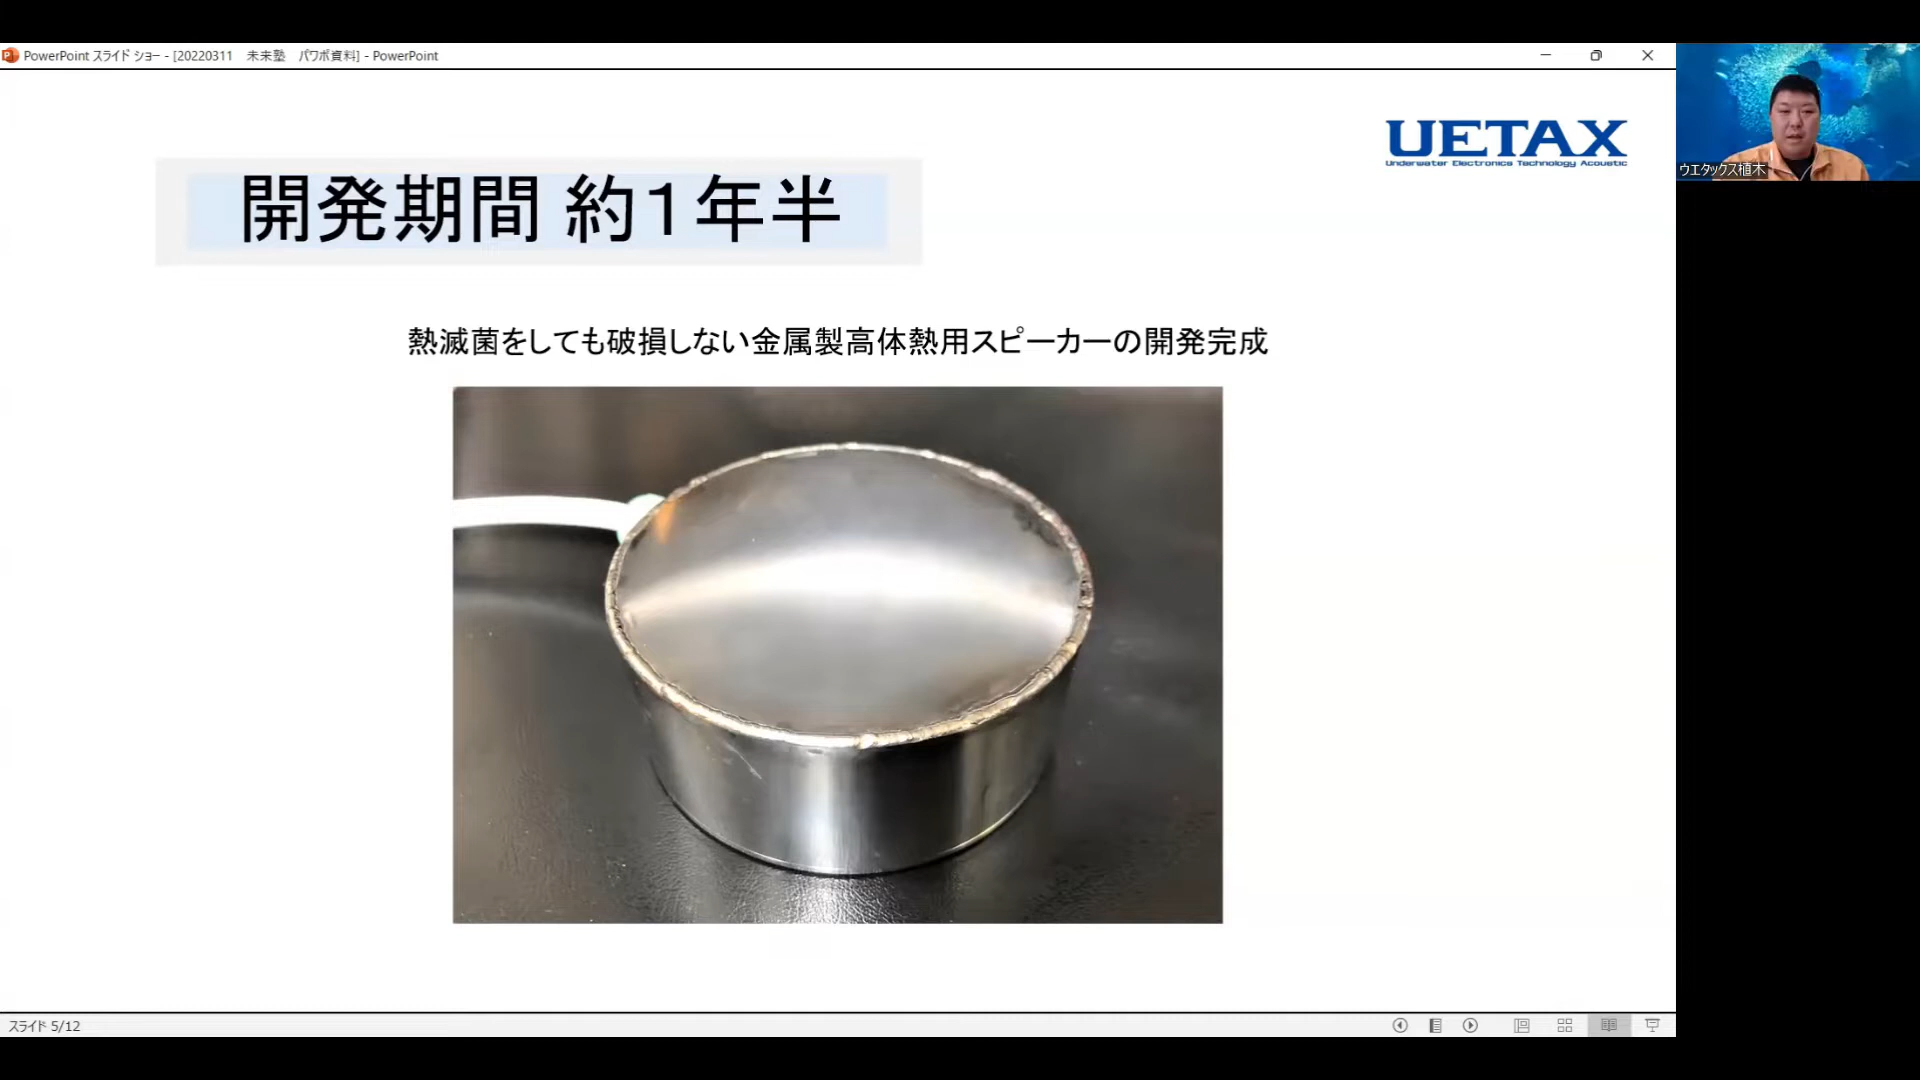 PowerPoint スライド ショー - [20220311　未来塾　パワポ資料] - PowerPoint
UETAX
Underwater Electronics Technology Acoustic
ウエタックス植木
開発期間 約１年半
熱滅菌をしても破損しない金属製高体熱用スピーカーの開発完成
スライド 5/12